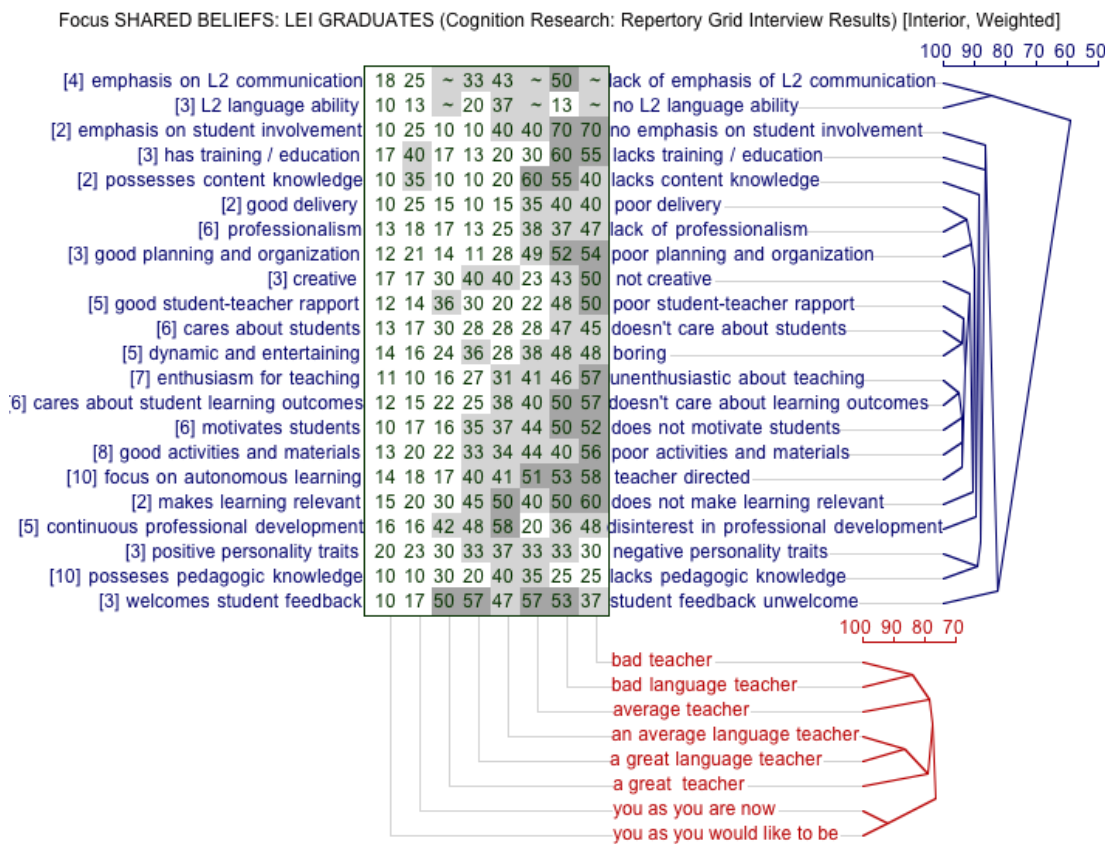 Focus SHARED BELIEFS: LEI GRADUATES (Cognition Research: Repertory Grid Interview Results) [Interior, Weighted]
100 90 80 70 60 50
[4] emphasis on L2 communication 18 25 ~ 33 43 ~ 50 ~ lack of emphasis of L2 communication
[3] L2 language ability 10 13 ~ 20 37 ~ 13 ~ no L2 language ability
[2] emphasis on student involvement 10 25 10 10 40 40 70 70 no emphasis on student involvement
[3] has training / education 17 40 17 13 20 30 60 55 lacks training / education
[2] possesses content knowledge 10 35 10 10 20 60 55 40 lacks content knowledge
[2] good delivery 10 25 15 10 15 35 40 40 poor delivery
[6] professionalism 13 18 17 13 25 38 37 47 lack of professionalism
[3] good planning and organization 12 21 14 11 28 49 52 54 poor planning and organization
[3] creative 17 17 30 40 40 23 43 50 not creative
[5] good student-teacher rapport 12 14 36 30 20 22 48 50 poor student-teacher rapport
[6] cares about students 13 17 30 28 28 28 47 45 doesn't care about students
[5] dynamic and entertaining 14 16 24 36 28 38 48 48 boring
[7] enthusiasm for teaching 11 10 16 27 31 41 46 57 unenthusiastic about teaching
6] cares about student learning outcomes 12 15 22 25 38 40 50 57 doesn't care about learning outcomes
[6] motivates students 10 17 16 35 37 44 50 52 does not motivate students
[8] good activities and materials 13 20 22 33 34 44 40 56 poor activities and materials
[10] focus on autonomous learning 14 18 17 40 41 51 53 58 teacher directed
[2] makes learning relevant 15 20 30 45 50 40 50 60 does not make learning relevant
[5] continuous professional development 16 16 42 48 58 20 36 48 disinterest in professional development
[3] positive personality traits 20 23 30 33 37 33 33 30 negative personality traits
[10] posseses pedagogic knowledge 10 10 30 20 40 35 25 25 lacks pedagogic knowledge
[3] welcomes student feedback 10 17 50 57 47 57 53 37 student feedback unwelcome
100 90 80 70
bad teacher
bad language teacher
average teacher
an average language teacher
a great language teacher
a great teacher
you as you are now
you as you would like to be